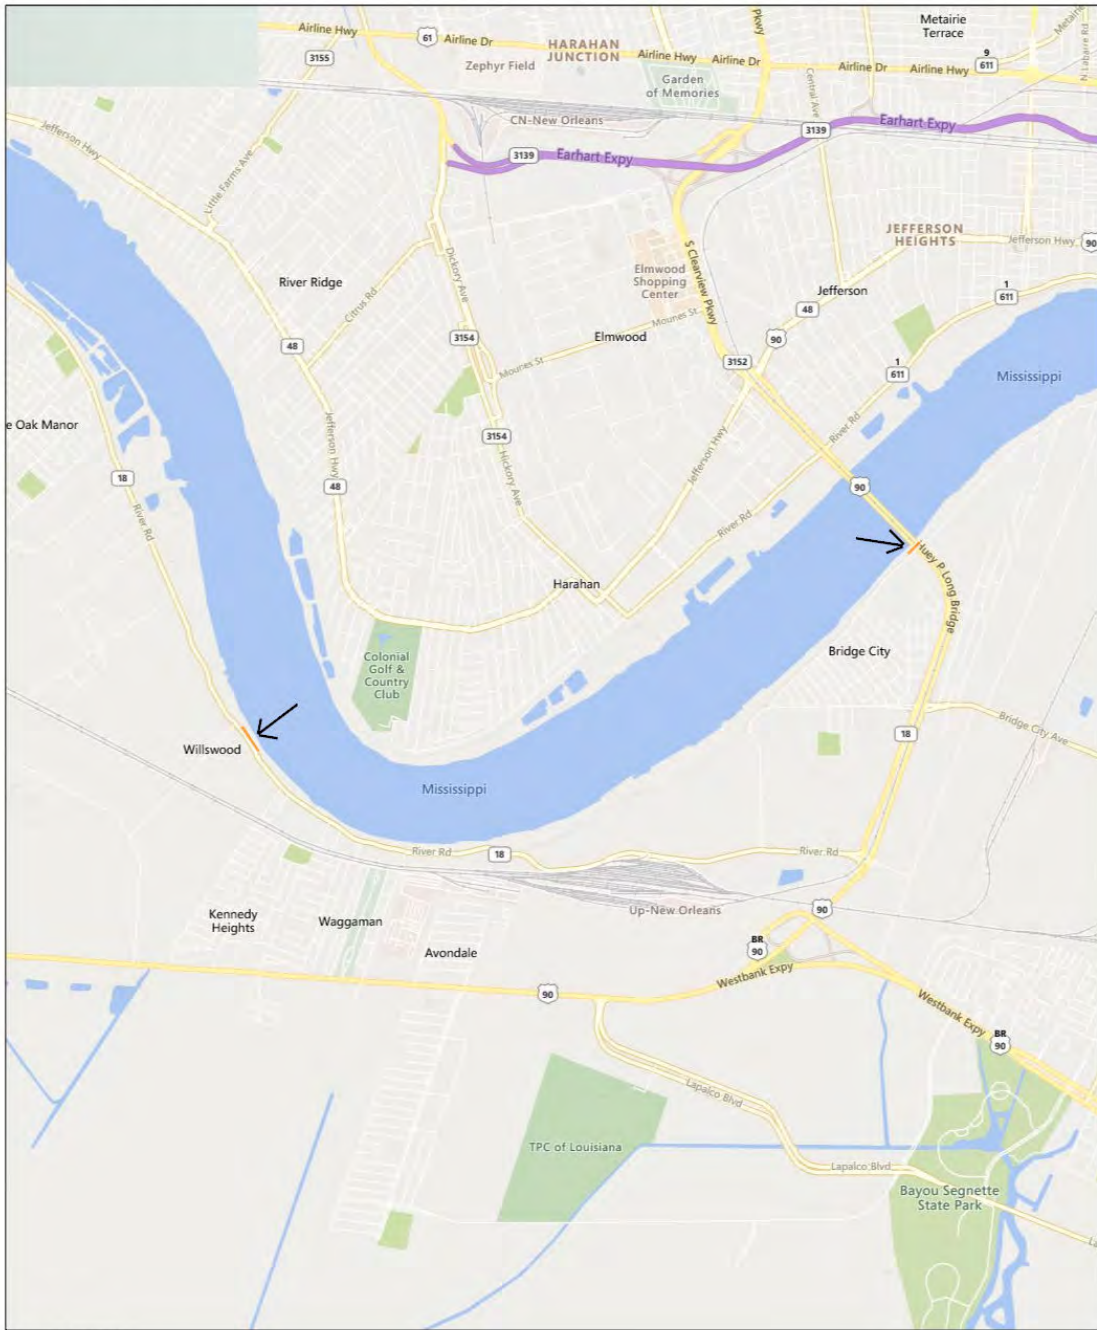 Airline Hwy
61
Airline Dr
HARAHAN
JUNCTION
Airline Hwy
Airline Dr
Pkwy
Metairie
Terrace
Metairie
9
611
N Labarre Rd
Airline Dr
Airline Hwy
3155
Zephyr Field
Garden
of Memories
Central Ave
CN-New Orleans
3139
Earhart Expy
3139
Earhart Expy
Jefferson Hwy
Little Farms Ave
JEFFERSON
HEIGHTS
Jefferson Hwy
90
River Ridge
Citrus Rd
Dickory Ave
Elmwood
Shopping
Center
S Clearview Pkwy
Jefferson
1
611
48
Mounes St
Elmwood
90
3154
48
Mounes St
3152
1
611
Mississippi
e Oak Manor
3154
Jefferson Hwy
Hickory Ave
Jefferson Hwy
River Rd
18
48
90
River Rd
River Rd
Huey P Long Bridge
Harahan
Bridge City
Colonial
Golf &
Country
Club
18
Bridge City Ave
Willswood
Mississippi
River Rd
18
River Rd
Kennedy
Heights
Waggaman
Up-New Orleans
90
Avondale
BR
90
Westbank Expy
90
Westbank Expy
BR
90
Lapalco Blvd
TPC of Louisiana
Lapalco Blvd
Bayou Segnette
State Park
La